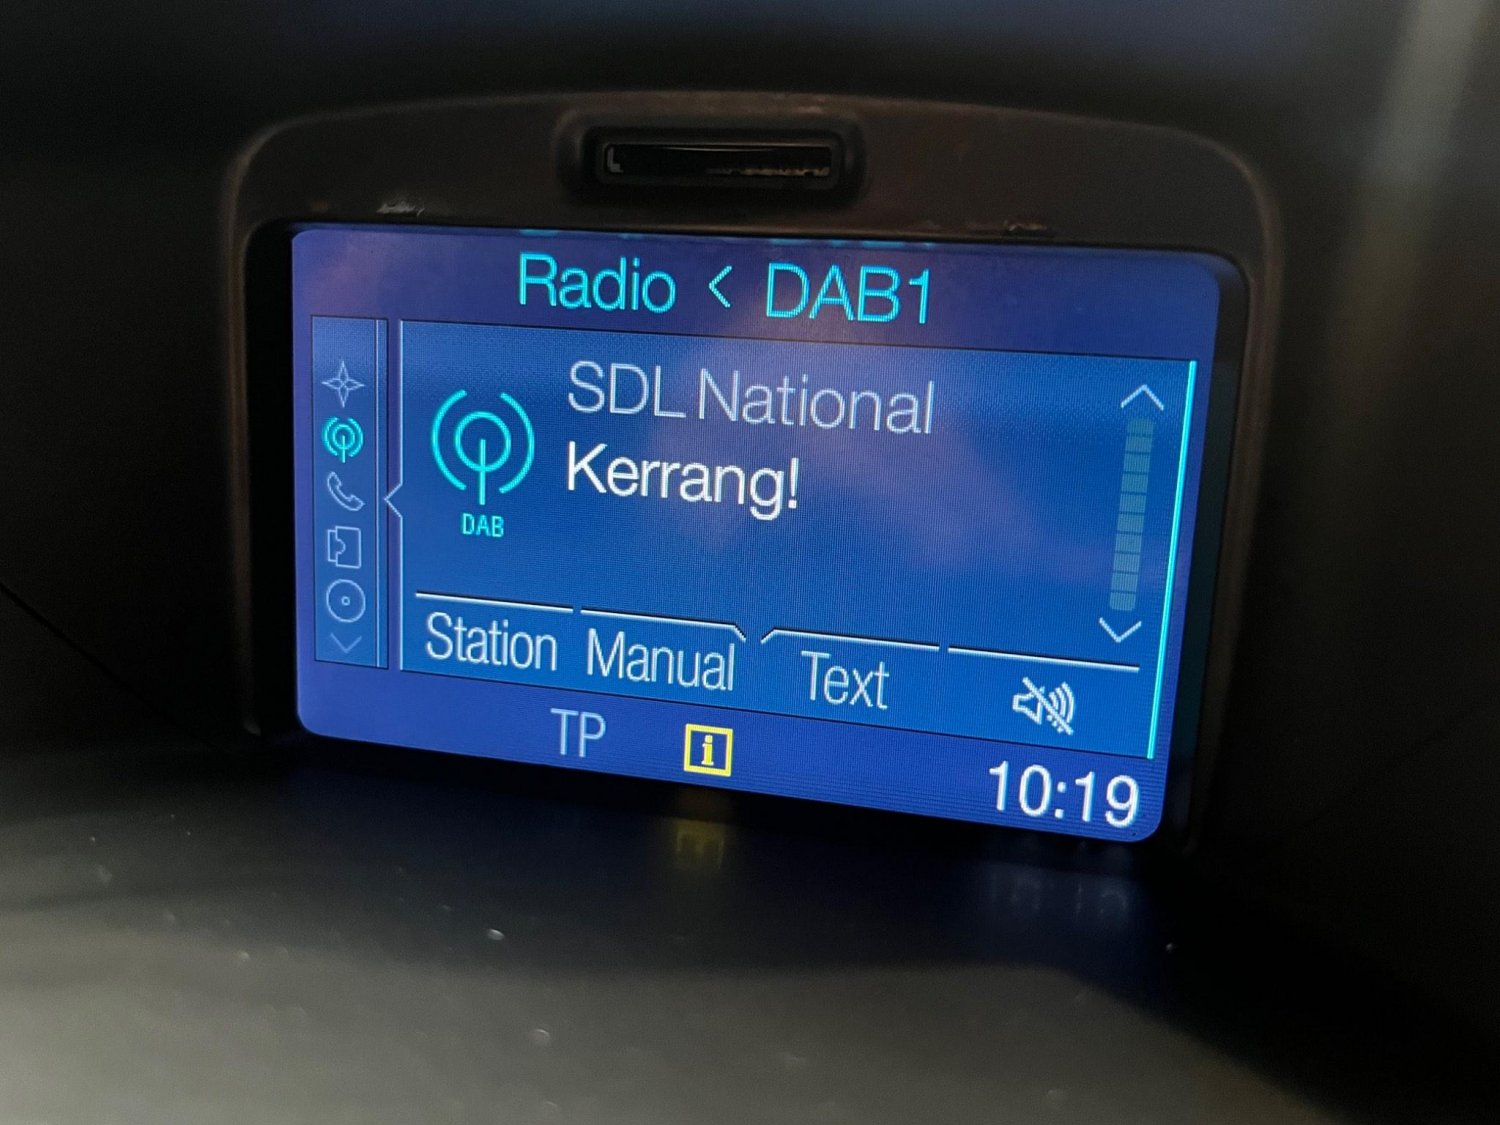 Radio < DAB1
SDL National
Kerrang!
DAB
Station Manual Text
TP i 10:19